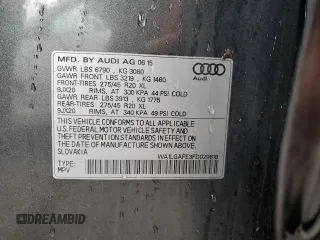 MFD. BY AUDI AG 06 15
GVWR LBS 6790 , KG 3080
GAWR FRONT LBS 3219 , KG 1460
FRONT-TIRES 275/45 R20 XL
9JX20 RIMS, AT 300 KPA 44 PSI COLD
GAWR REAR LBS 3913 , KG 1775
REAR-TIRES 275/45 R20 XL
9JX20 RIMS, AT 340 KPA 49 PSI COLD
THIS VEHICLE CONFORMS TO ALL APPLICABLE
U.S.FEDERAL MOTOR VEHICLE SAFETY AND
THEFT PREVENTION STANDARDS IN EFFECT ON
THE DATE OF MANUFACTURE SHOWN ABOVE
SLOVAKIA
TYPE:
MPV
Audi
DREAMBID